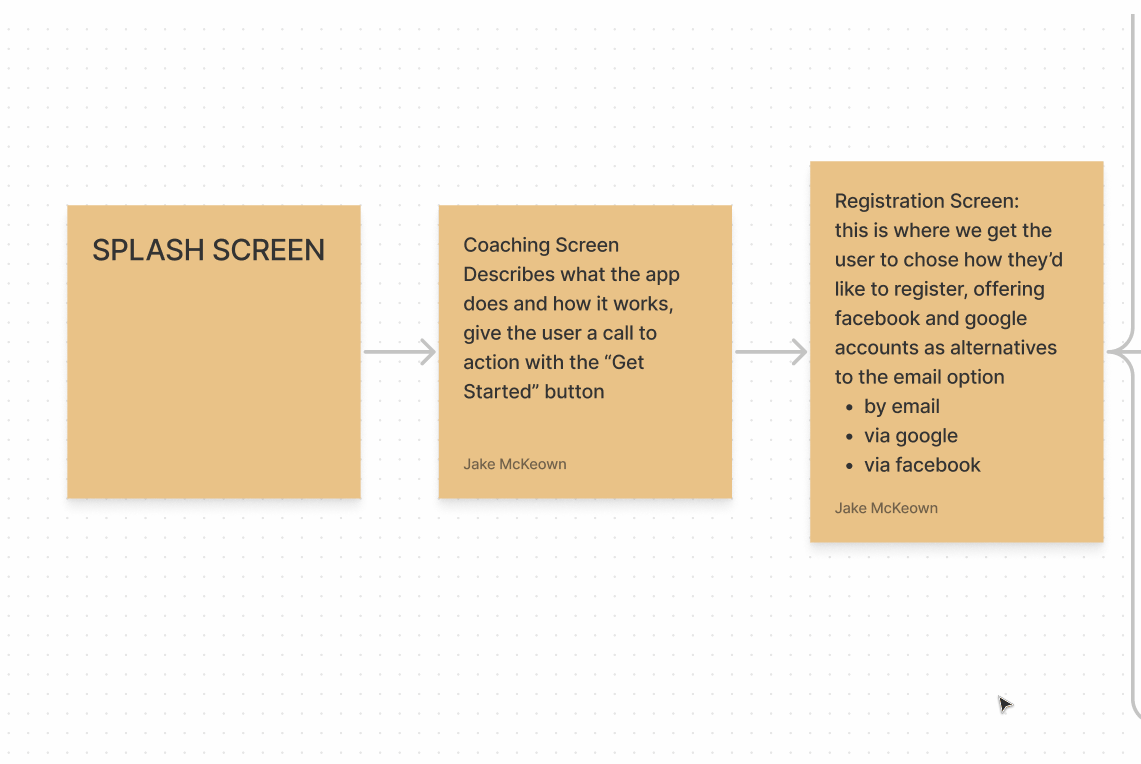 SPLASH SCREEN
Coaching Screen
Describes what the app
does and how it works,
give the user a call to
action with the “Get
Started” button
Jake McKeown
Registration Screen:
this is where we get the
user to chose how they’d
like to register, offering
facebook and google
accounts as alternatives
to the email option
• by email
• via google
• via facebook
Jake McKeown